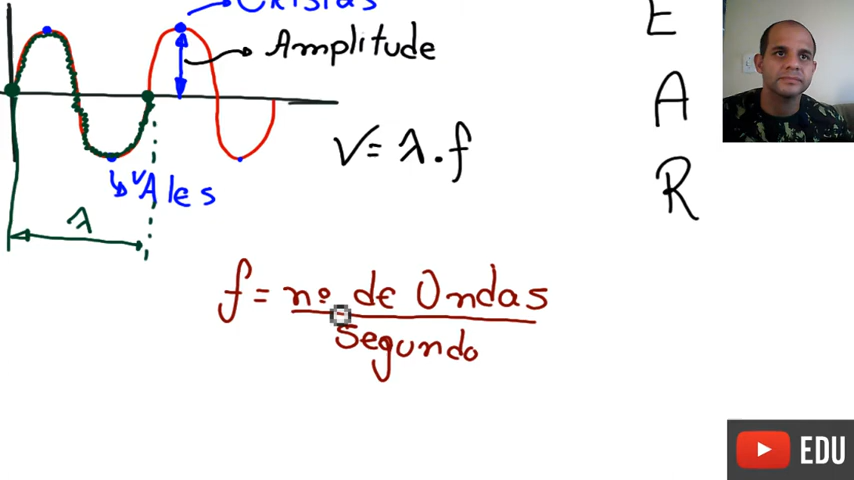 Cristas
Amplitude
E
A
R
V = λ . f
VAles
λ
f = nº de Ondas
Segundo
EDU